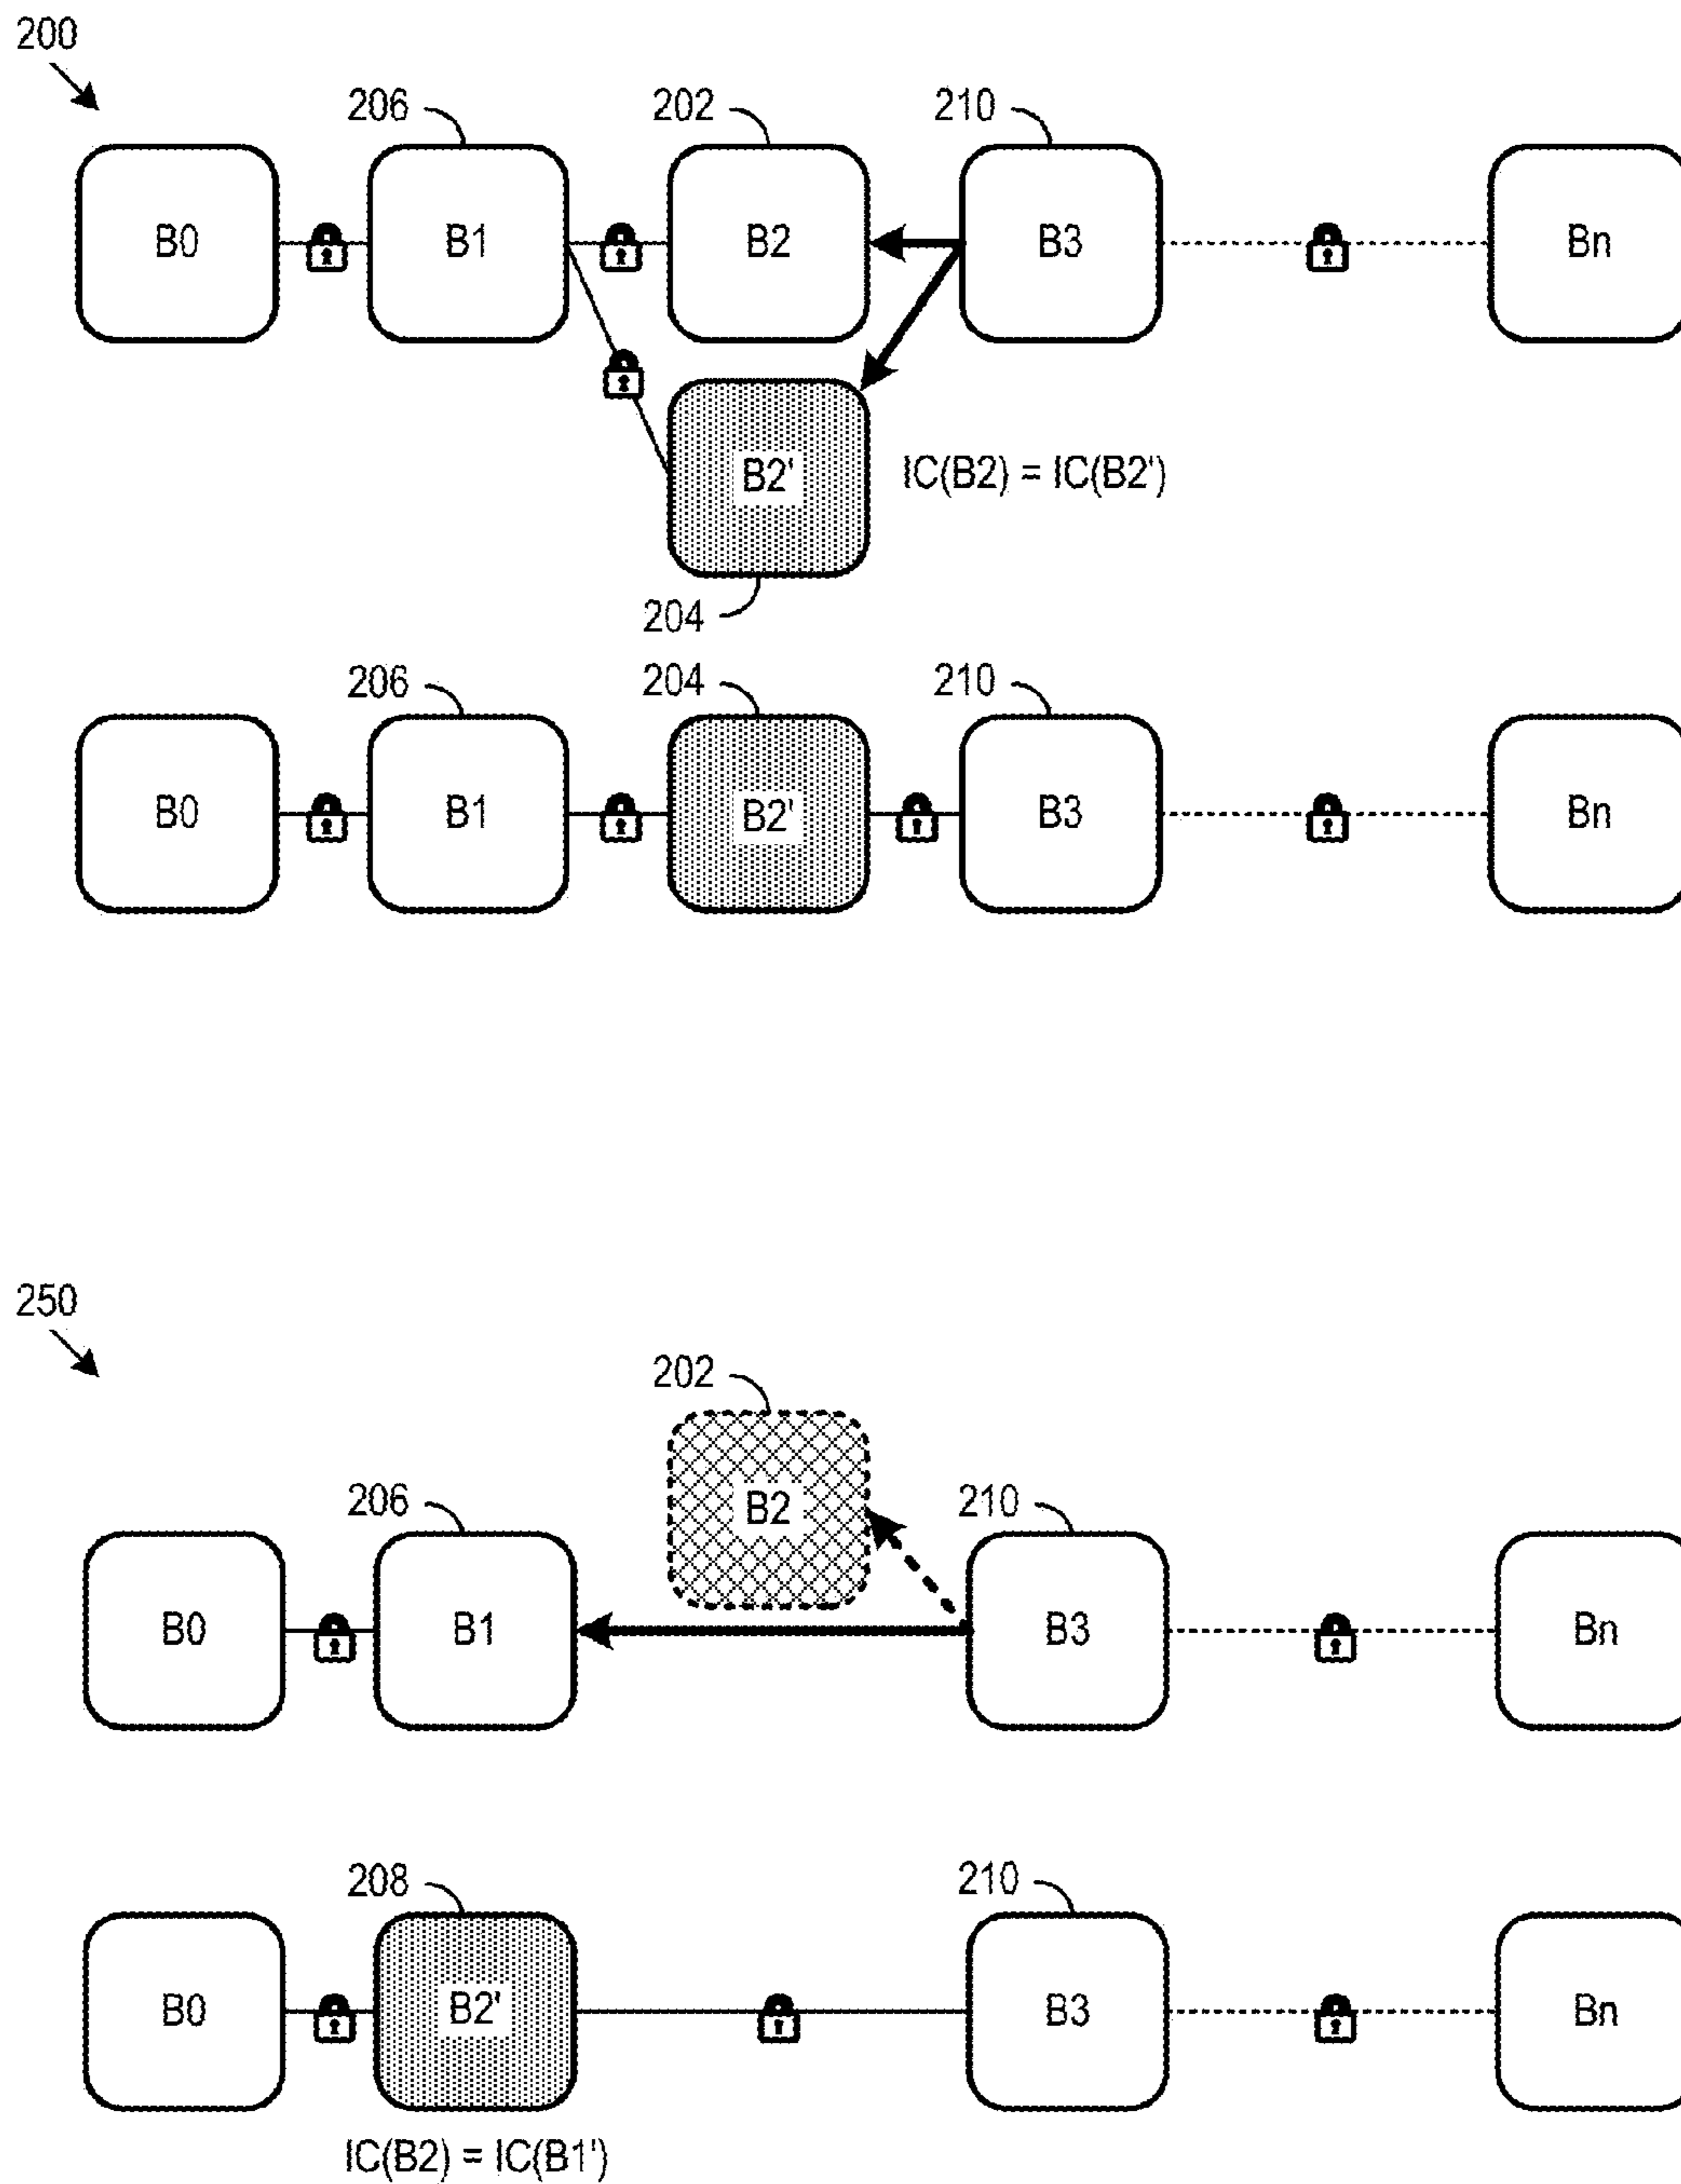 200
206 202 210
B0 B1 B2 B3 Bn
B2' IC(B2) = IC(B2')
204
206 204 210
B0 B1 B2' B3 Bn
250
202
B2
206 210
B0 B1 B3 Bn
208 210
B0 B2' B3 Bn
IC(B2) = IC(B1')